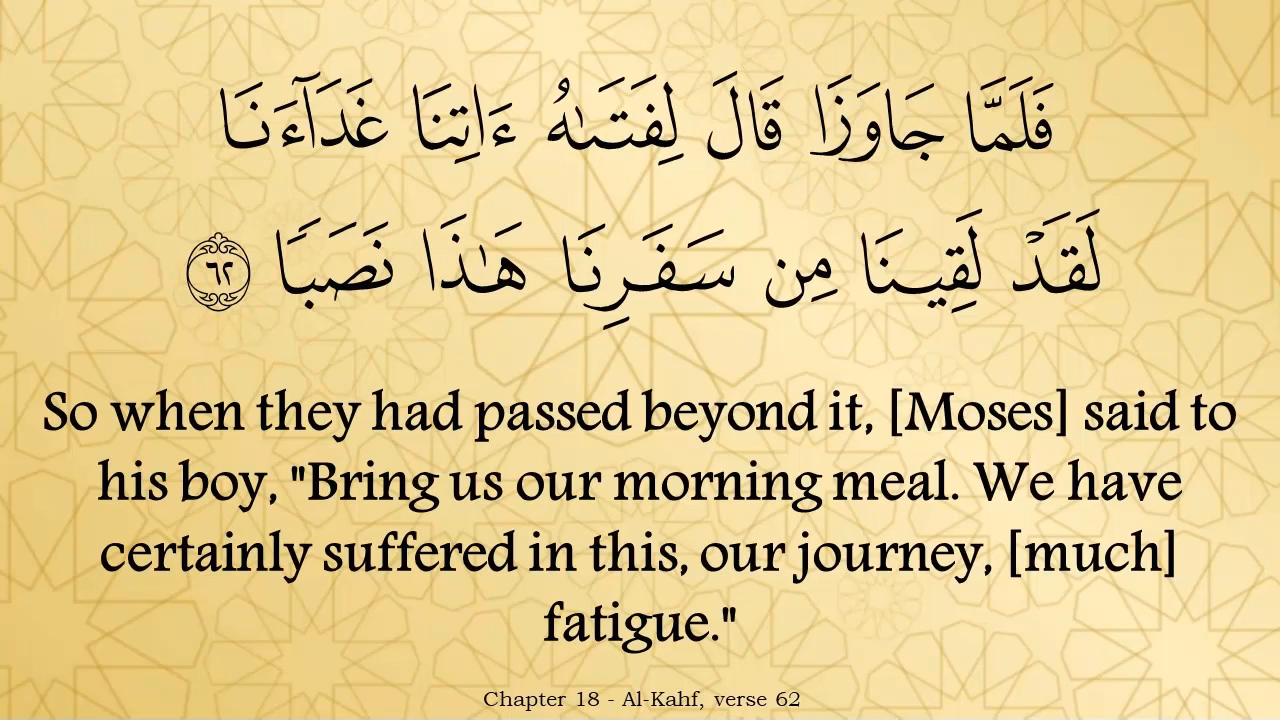 فَلَمَّا جَاوَزَا قَالَ لِفَتَىٰهُ ءَاتِنَا غَدَآءَنَا
لَقَدْ لَقِينَا مِن سَفَرِنَا هَـٰذَا نَصَبًا ٦٢
So when they had passed beyond it, [Moses] said to
his boy, "Bring us our morning meal. We have
certainly suffered in this, our journey, [much]
fatigue."
Chapter 18 - Al-Kahf, verse 62